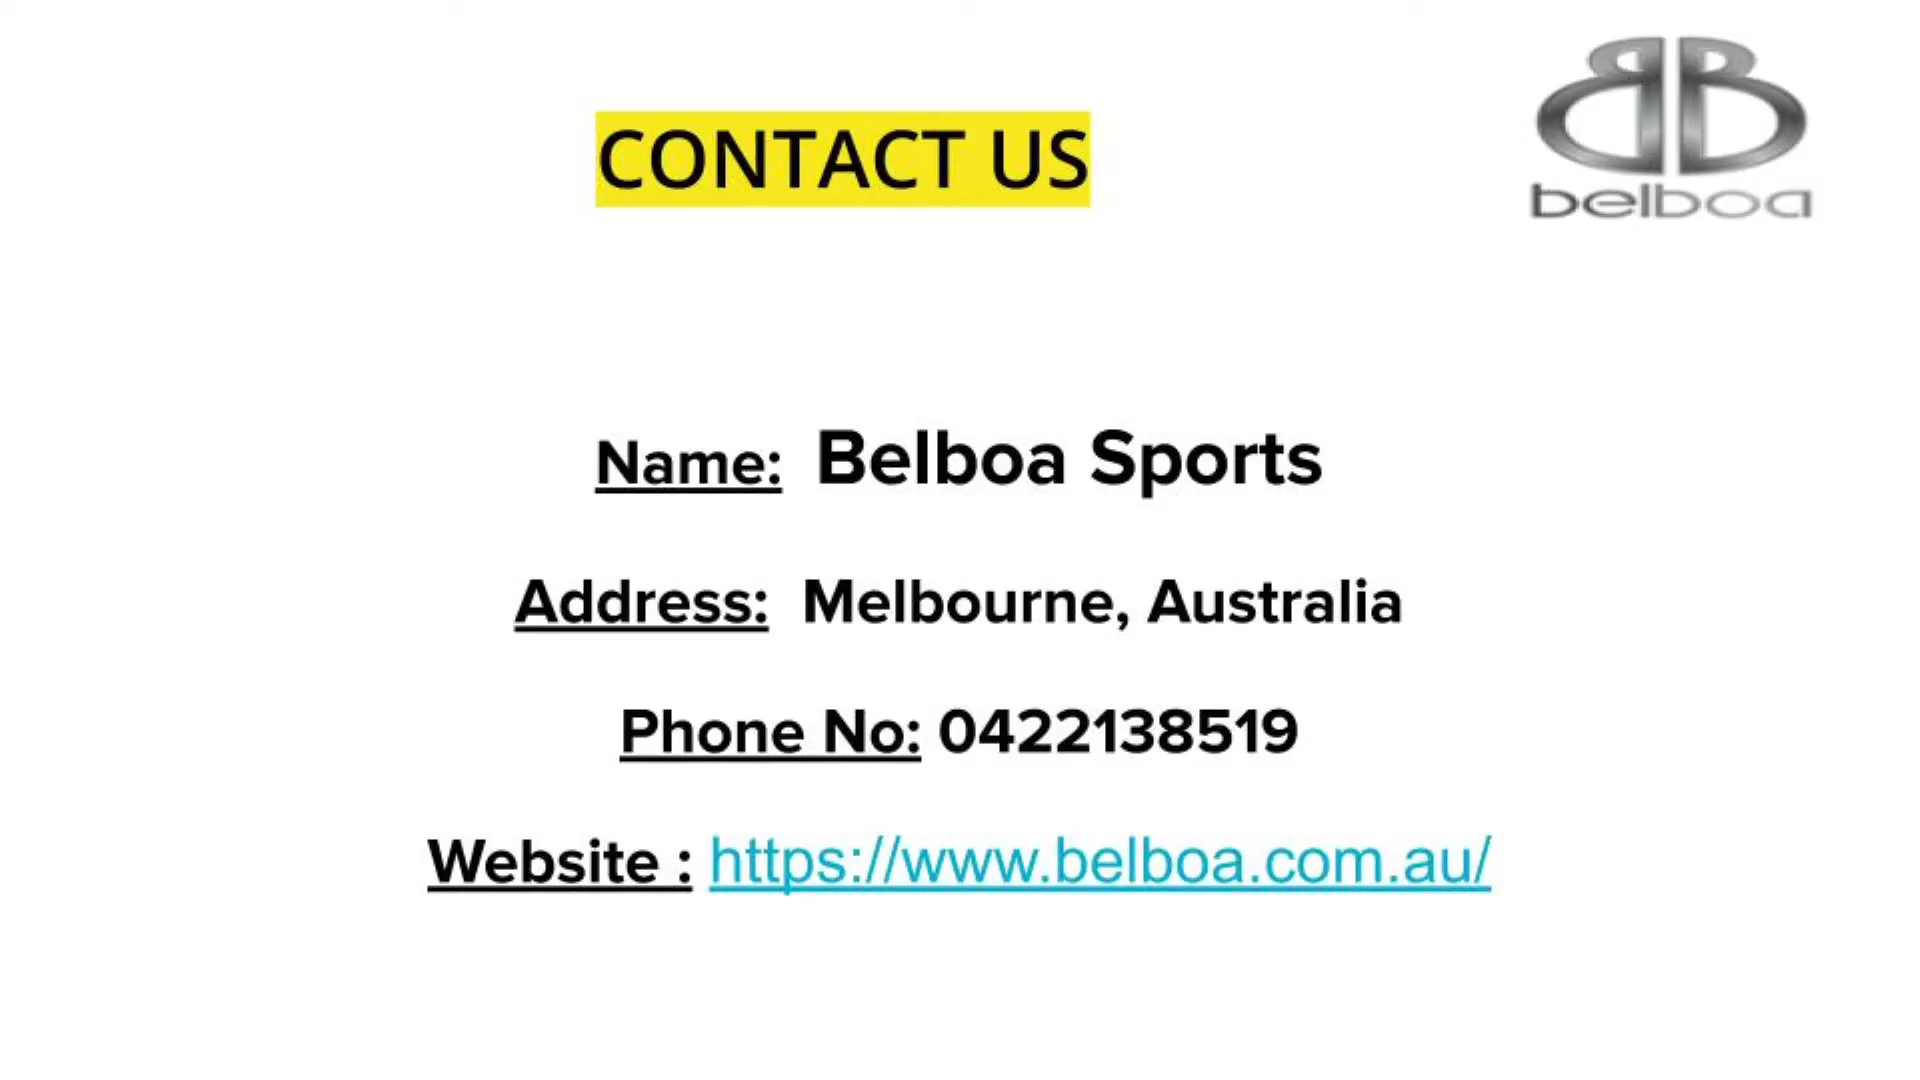 CONTACT US
belboa
Name: Belboa Sports
Address: Melbourne, Australia
Phone No: 0422138519
Website : https://www.belboa.com.au/